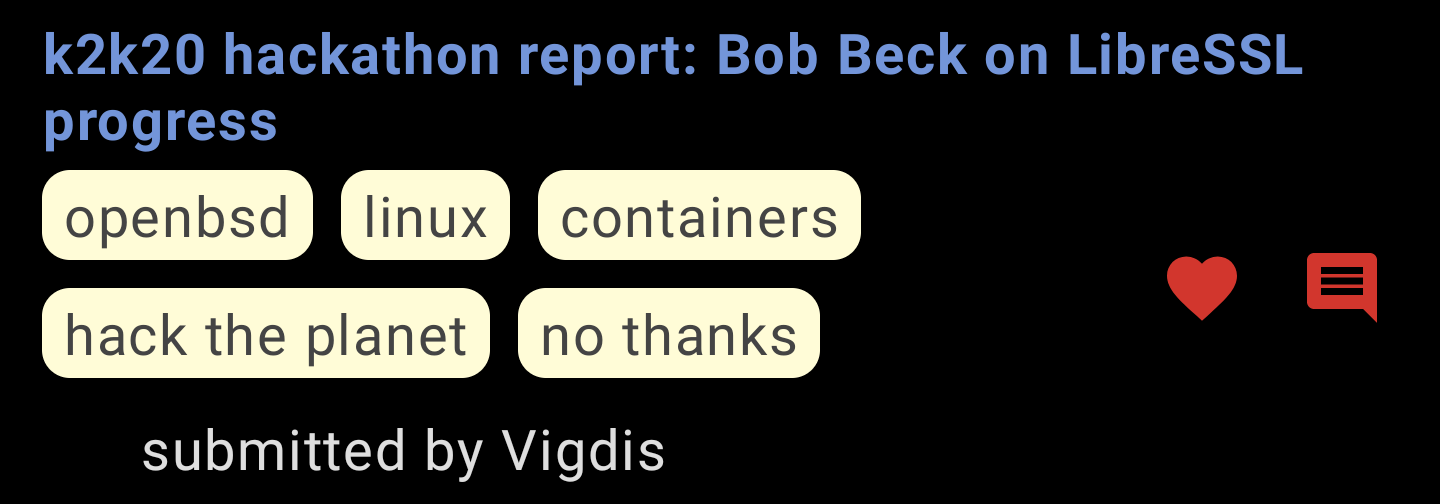 k2k20 hackathon report: Bob Beck on LibreSSL
progress
openbsd linux containers
hack the planet no thanks
submitted by Vigdis